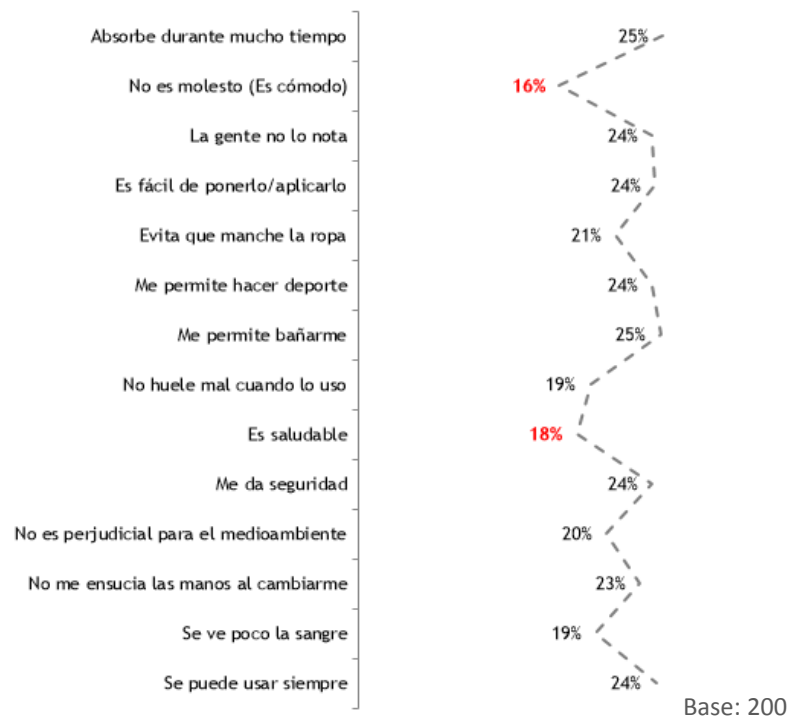 Absorbe durante mucho tiempo 25%
No es molesto (Es cómodo) 16%
La gente no lo nota 24%
Es fácil de ponerlo/aplicarlo 24%
Evita que manche la ropa 21%
Me permite hacer deporte 24%
Me permite bañarme 25%
No huele mal cuando lo uso 19%
Es saludable 18%
Me da seguridad 24%
No es perjudicial para el medioambiente 20%
No me ensucia las manos al cambiarme 23%
Se ve poco la sangre 19%
Se puede usar siempre 24%
Base: 200